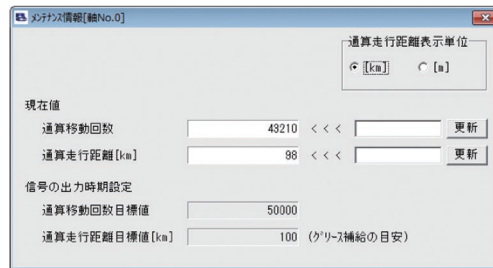 ﾒﾝﾃﾅﾝｽ情報[軸No.0]
通算走行距離表示単位
[km] [m]
現在値
通算移動回数 43210 <<< 更新
通算走行距離[km] 98 <<< 更新
信号の出力時期設定
通算移動回数目標値 50000
通算走行距離目標値[km] 100 (ｸﾞﾘｰｽ補給の目安)